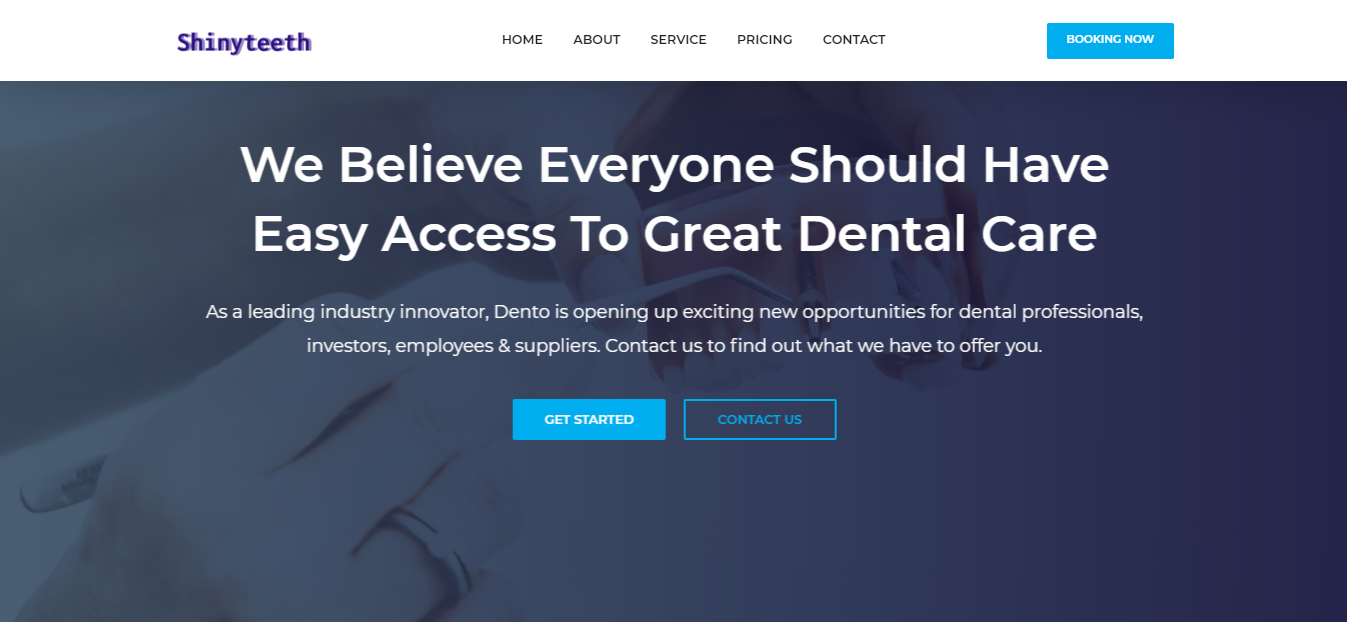 Shinyteeth
HOME ABOUT SERVICE PRICING CONTACT
BOOKING NOW
We Believe Everyone Should Have
Easy Access To Great Dental Care
As a leading industry innovator, Dento is opening up exciting new opportunities for dental professionals,
investors, employees & suppliers. Contact us to find out what we have to offer you.
GET STARTED
CONTACT US